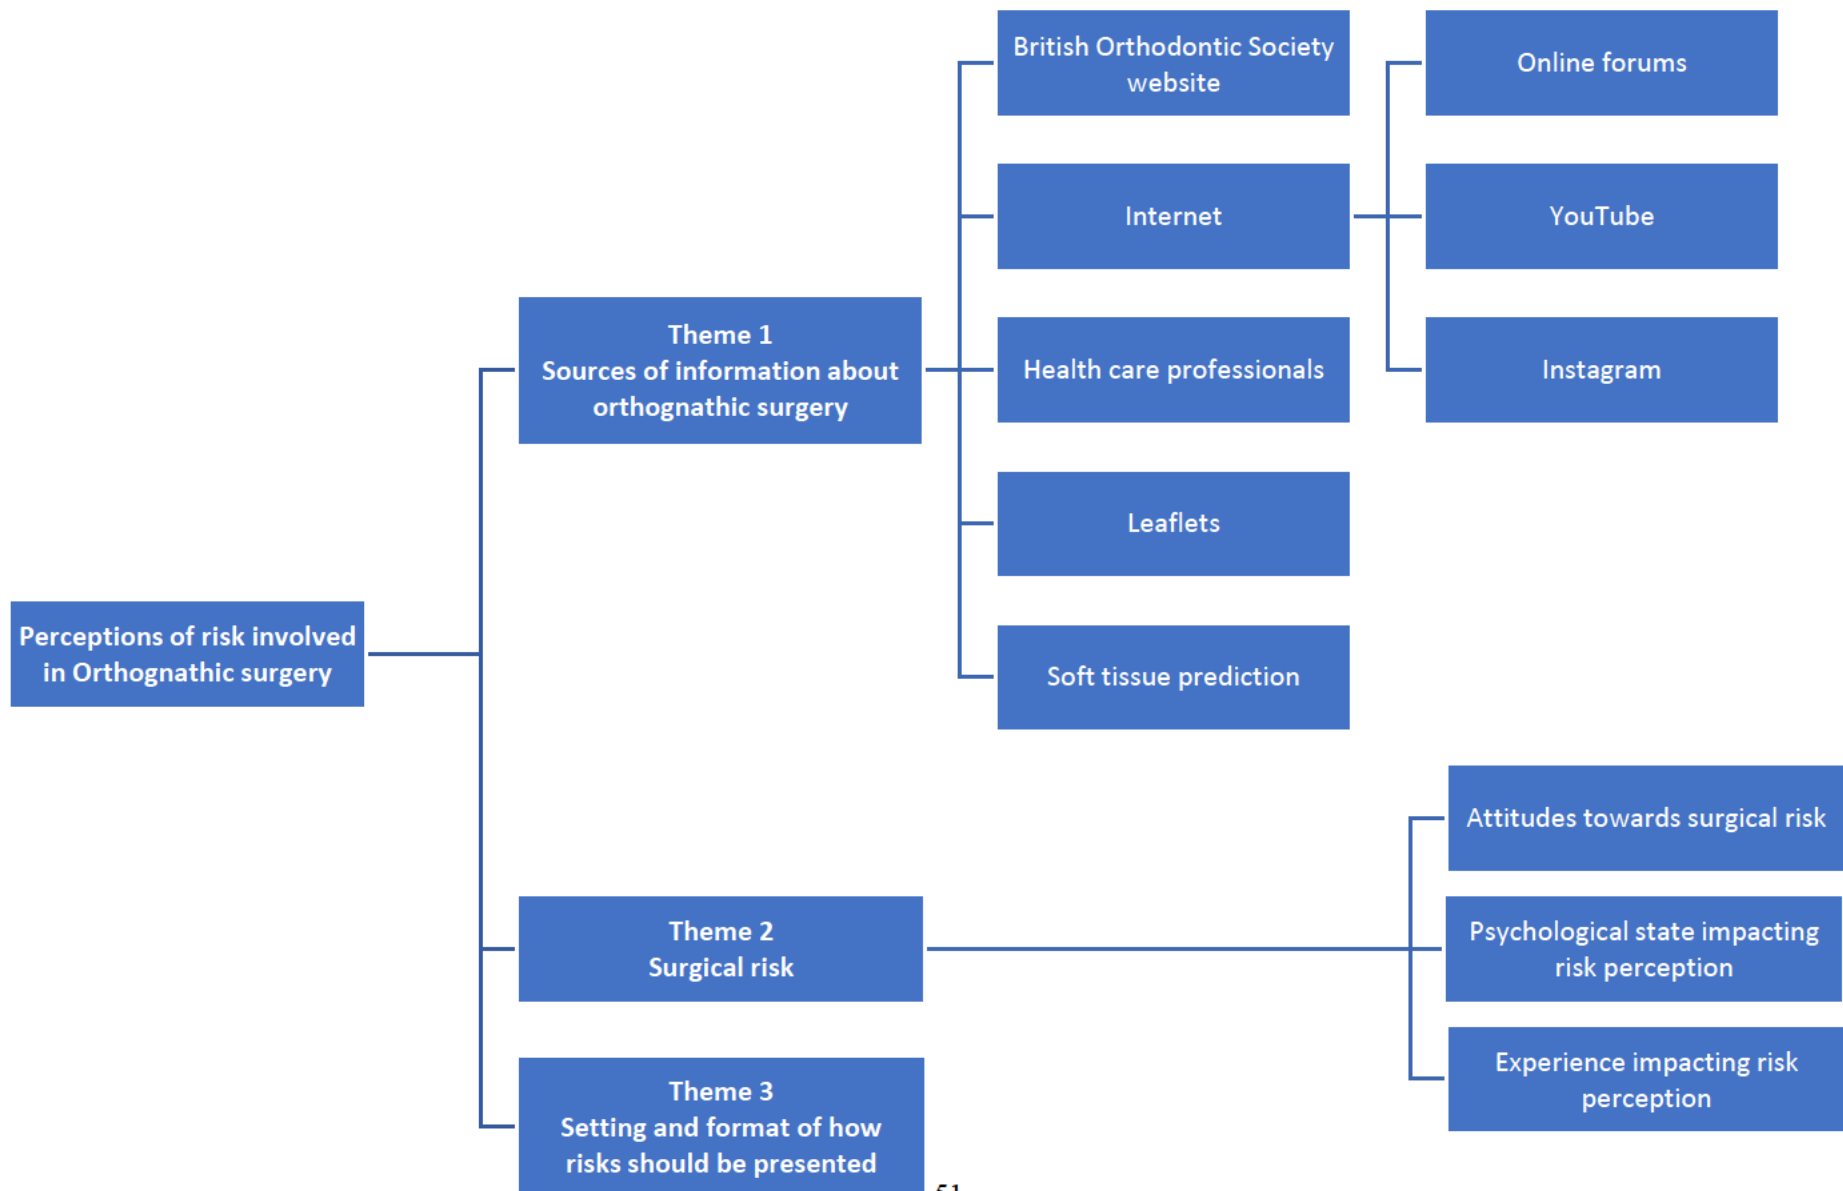 British Orthodontic Society
website
Online forums
Internet
YouTube
Theme 1
Sources of information about
orthognathic surgery
Health care professionals
Instagram
Leaflets
Perceptions of risk involved
in Orthognathic surgery
Soft tissue prediction
Attitudes towards surgical risk
Theme 2
Surgical risk
Psychological state impacting
risk perception
Experience impacting risk
perception
Theme 3
Setting and format of how
risks should be presented
51